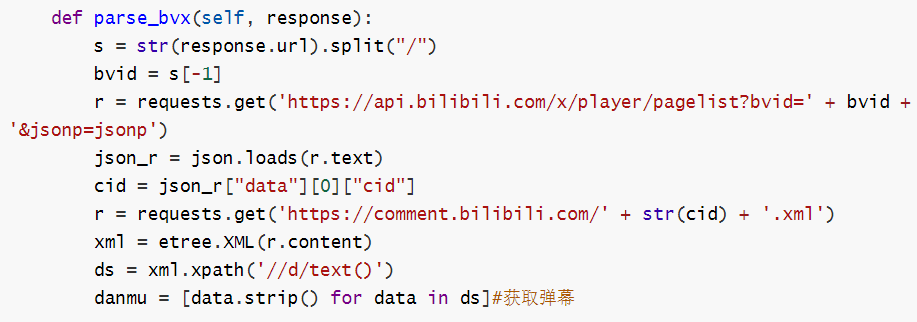 def parse_bvx(self, response):
        s = str(response.url).split("/")
        bvid = s[-1]
        r = requests.get('https://api.bilibili.com/x/player/pagelist?bvid=' + bvid +
'&jsonp=jsonp')
        json_r = json.loads(r.text)
        cid = json_r["data"][0]["cid"]
        r = requests.get('https://comment.bilibili.com/' + str(cid) + '.xml')
        xml = etree.XML(r.content)
        ds = xml.xpath('//d/text()')
        danmu = [data.strip() for data in ds]#获取弹幕